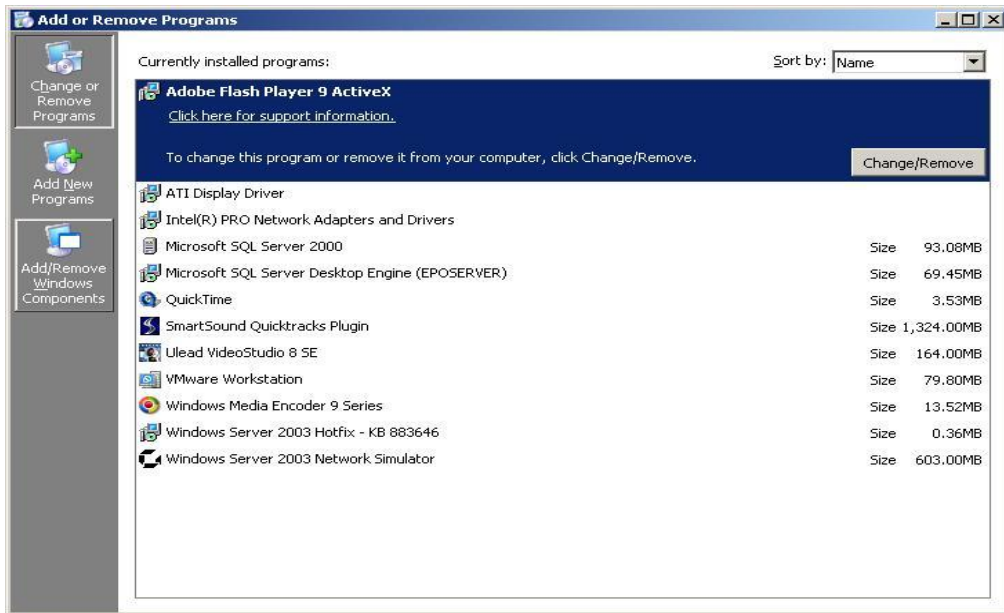 Add or Remove Programs
Change or
Remove
Programs
Add New
Programs
Add/Remove
Windows
Components
Currently installed programs:
Sort by: Name
Adobe Flash Player 9 ActiveX
Click here for support information.
To change this program or remove it from your computer, click Change/Remove.
Change/Remove
ATI Display Driver
Intel(R) PRO Network Adapters and Drivers
Microsoft SQL Server 2000 Size 93.08MB
Microsoft SQL Server Desktop Engine (EPOSERVER) Size 69.45MB
QuickTime Size 3.53MB
SmartSound Quicktracks Plugin Size 1,324.00MB
Ulead VideoStudio 8 SE Size 164.00MB
VMware Workstation Size 79.80MB
Windows Media Encoder 9 Series Size 13.52MB
Windows Server 2003 Hotfix - KB 883646 Size 0.36MB
Windows Server 2003 Network Simulator Size 603.00MB